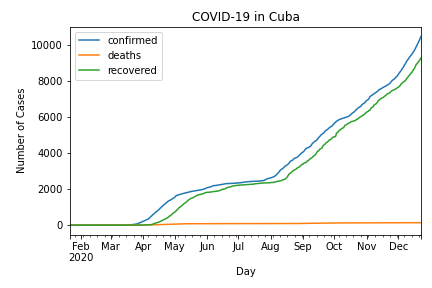 COVID-19 in Cuba
confirmed
deaths
recovered
Number of Cases
10000
8000
6000
4000
2000
0
Feb Mar Apr May Jun Jul Aug Sep Oct Nov Dec
2020
Day